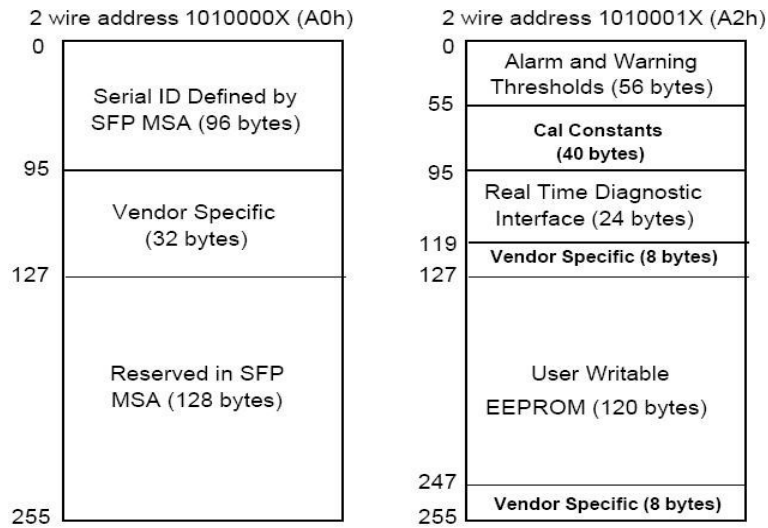 2 wire address 1010000X (A0h)
0
Serial ID Defined by
SFP MSA (96 bytes)
95
Vendor Specific
(32 bytes)
127
Reserved in SFP
MSA (128 bytes)
255
2 wire address 1010001X (A2h)
0
Alarm and Warning
Thresholds (56 bytes)
55
Cal Constants
(40 bytes)
95
Real Time Diagnostic
Interface (24 bytes)
119
Vendor Specific (8 bytes)
127
User Writable
EEPROM (120 bytes)
247
Vendor Specific (8 bytes)
255